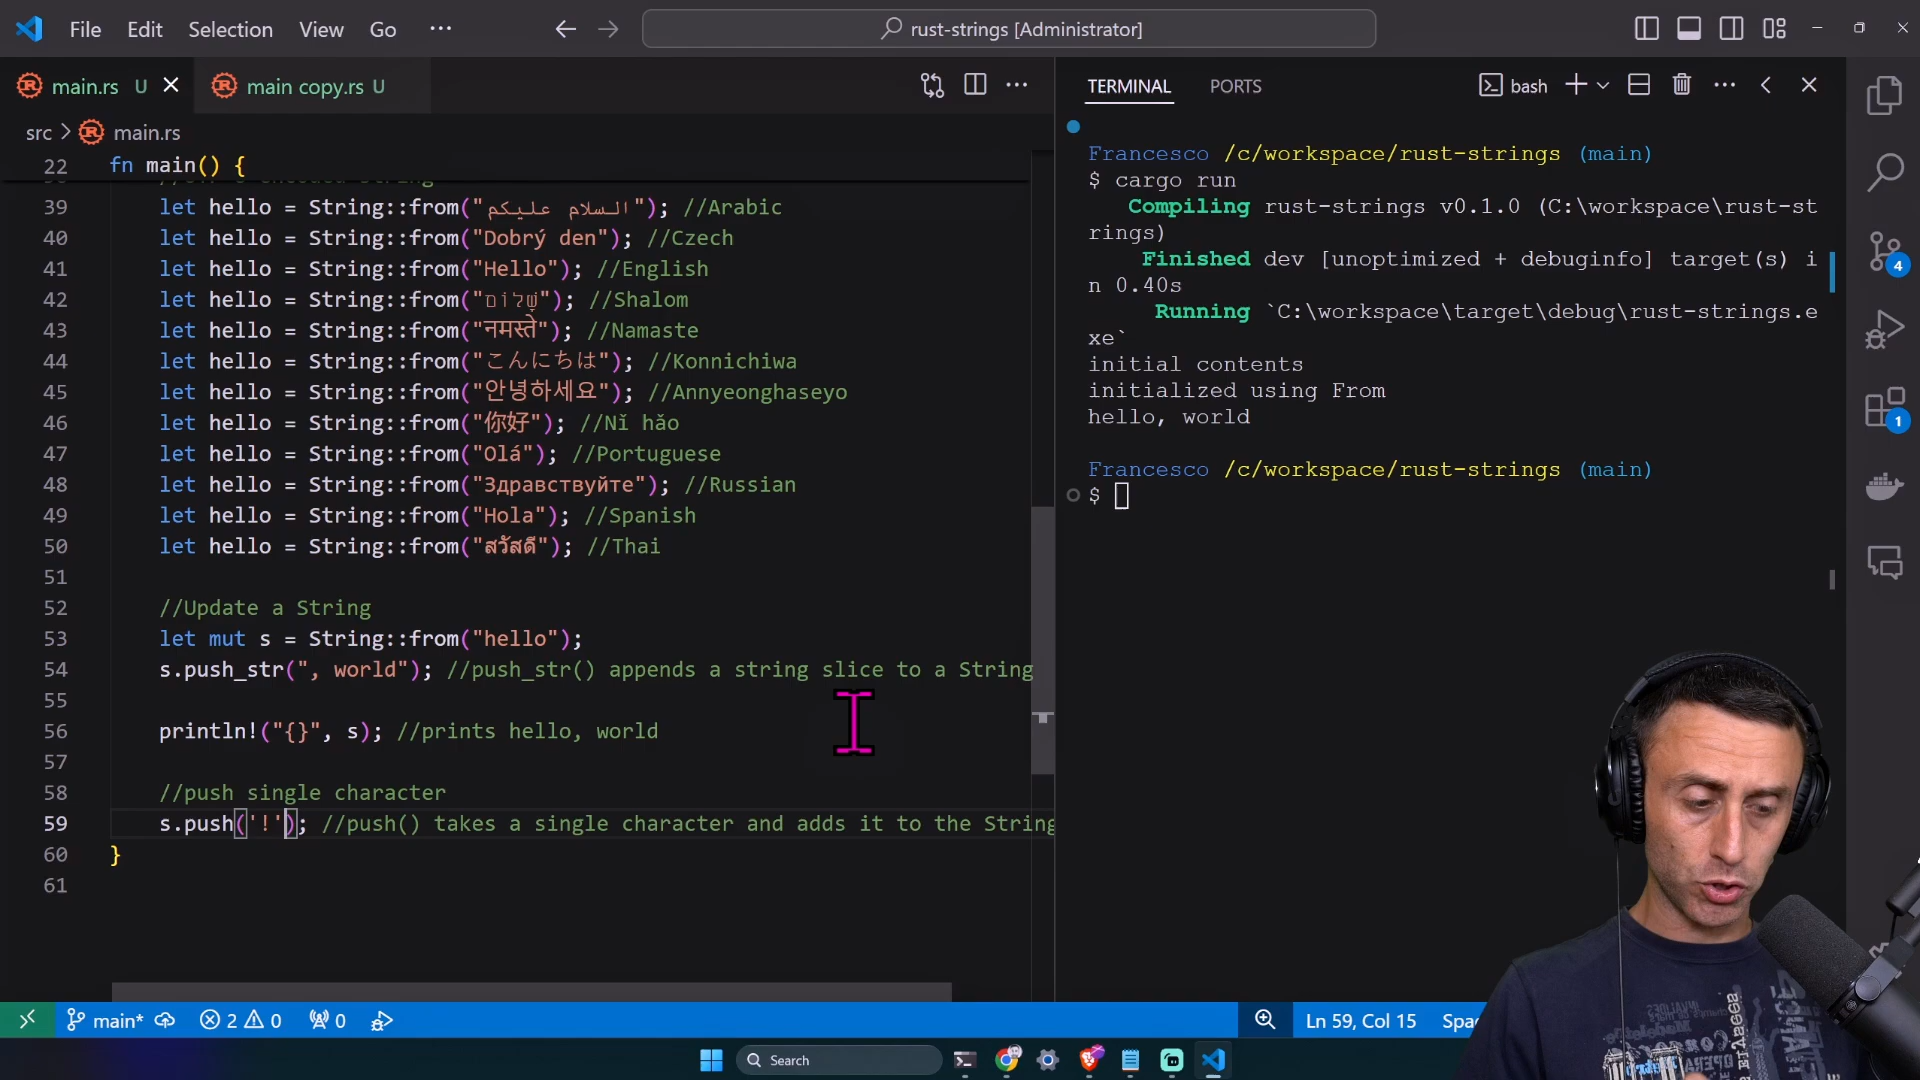 File Edit Selection View Go ···
rust-strings [Administrator]
main.rs U
main copy.rs U
src > main.rs
22 fn main() {
39 let hello = String::from("السلام عليكم"); //Arabic
40 let hello = String::from("Dobrý den"); //Czech
41 let hello = String::from("Hello"); //English
42 let hello = String::from("שָׁלוֹם"); //Shalom
43 let hello = String::from("नमस्ते"); //Namaste
44 let hello = String::from("こんにちは"); //Konnichiwa
45 let hello = String::from("안녕하세요"); //Annyeonghaseyo
46 let hello = String::from("你好"); //Nǐ hǎo
47 let hello = String::from("Olá"); //Portuguese
48 let hello = String::from("Здравствуйте"); //Russian
49 let hello = String::from("Hola"); //Spanish
50 let hello = String::from("สวัสดี"); //Thai
51
52 //Update a String
53 let mut s = String::from("hello");
54 s.push_str(", world"); //push_str() appends a string slice to a String
55
56 println!("{}", s); //prints hello, world
57
58 //push single character
59 s.push('!'); //push() takes a single character and adds it to the String
60 }
61
TERMINAL PORTS
bash
Francesco /c/workspace/rust-strings (main)
$ cargo run
Compiling rust-strings v0.1.0 (C:\workspace\rust-st
rings)
Finished dev [unoptimized + debuginfo] target(s) i
n 0.40s
Running `C:\workspace\target\debug\rust-strings.e
xe`
initial contents
initialized using From
hello, world
Francesco /c/workspace/rust-strings (main)
$
4
1
main* 2 0 0
Ln 59, Col 15
Search